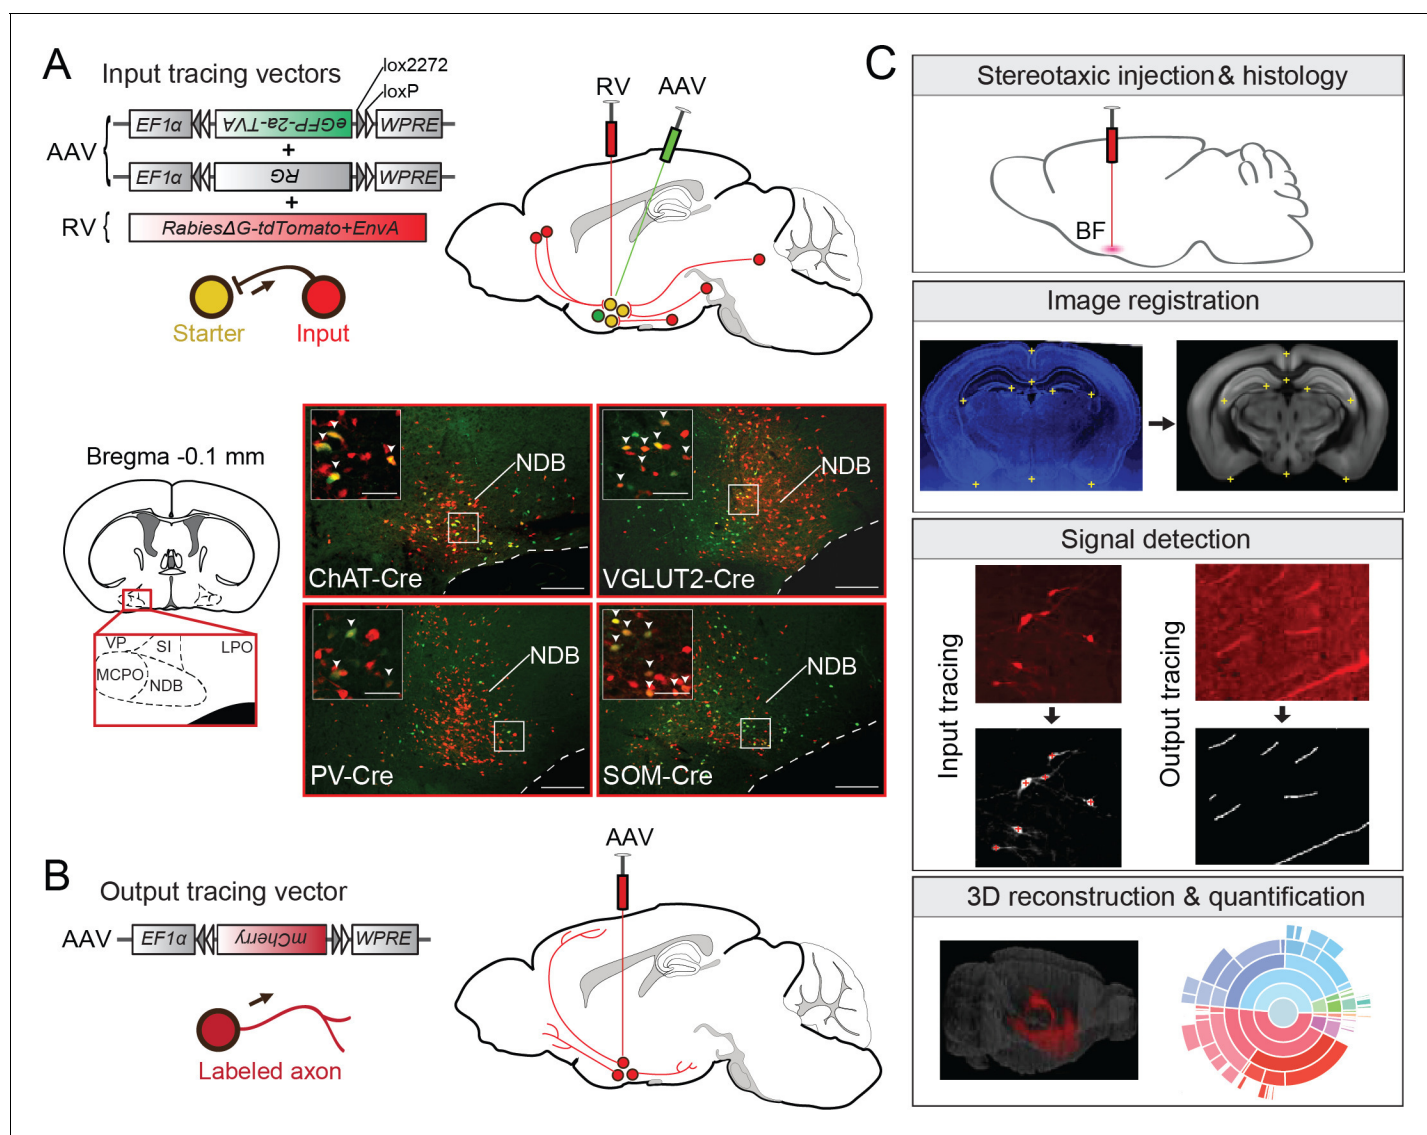 A
Input tracing vectors
lox2272
loxP
AAV
EF1α
eGFP-2a-TVA
WPRE
+
EF1α
RG
WPRE
+
RV
RabiesΔG-tdTomato+EnvA
Starter
Input
RV
AAV
Bregma -0.1 mm
VP
SI
LPO
MCPO
NDB
NDB
ChAT-Cre
NDB
VGLUT2-Cre
NDB
PV-Cre
NDB
SOM-Cre
B
Output tracing vector
AAV
EF1α
mCherry
WPRE
Labeled axon
AAV
C
Stereotaxic injection & histology
BF
Image registration
Signal detection
Input tracing
Output tracing
3D reconstruction & quantification